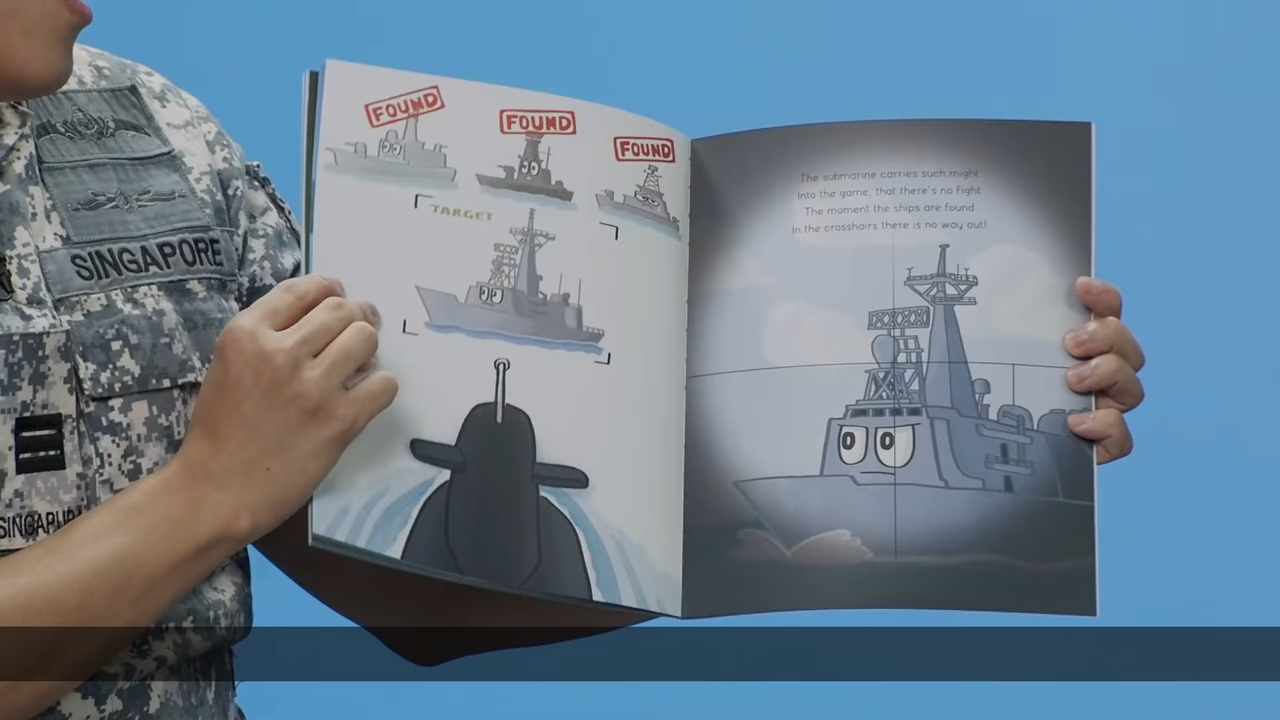 SINGAPORE
FOUND
FOUND
FOUND
TARGET
The submarine carries such might
Into the game, that there's no fight
The moment the ships are found
In the crosshairs there is no way out!